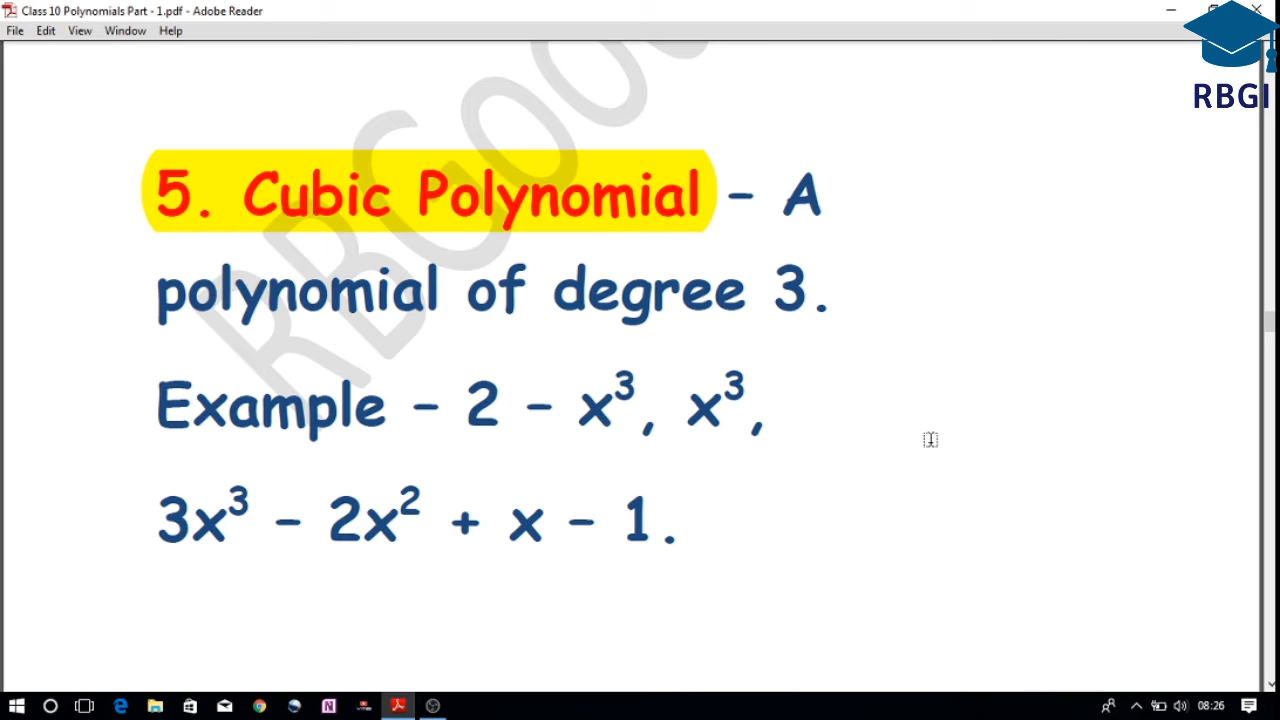 Class 10 Polynomials Part - 1.pdf - Adobe Reader
File Edit View Window Help
RBGI
RBGoo
5. Cubic Polynomial – A
polynomial of degree 3.
Example – 2 – x³, x³,
3x³ – 2x² + x – 1.
08:26